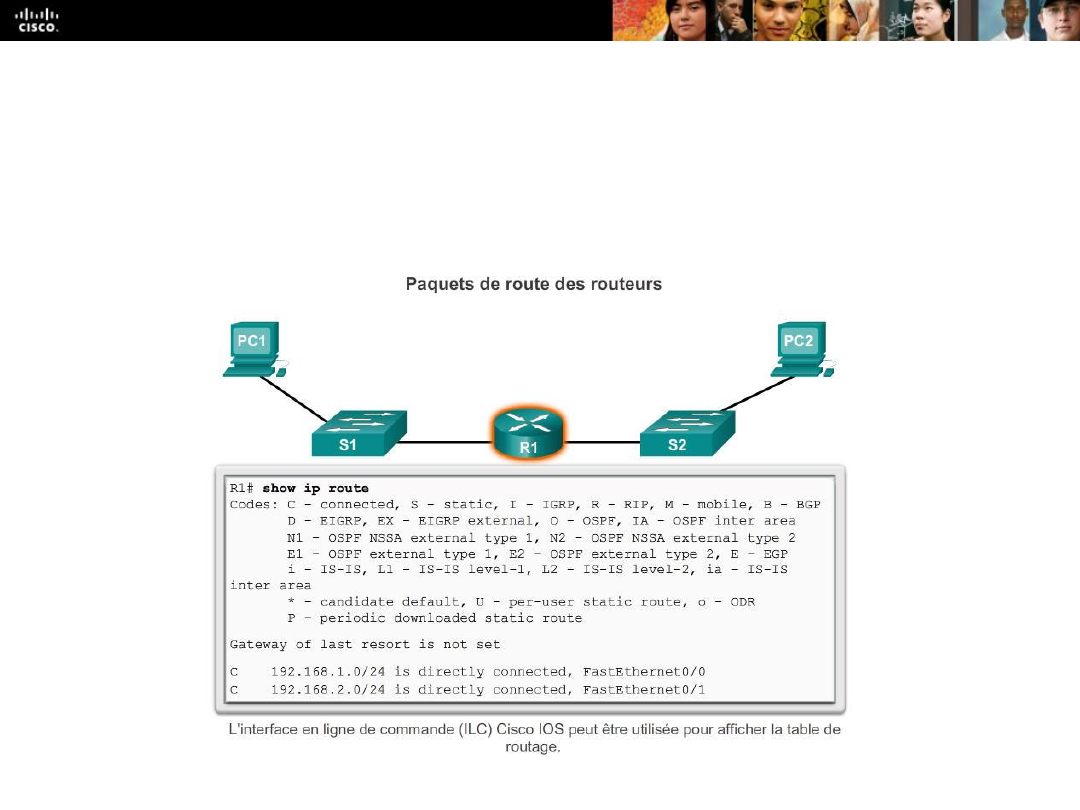 CISCO.
Paquets de route des routeurs
PC1
PC2
S1
R1
S2
R1# show ip route
Codes: C - connected, S - static, I - IGRP, R - RIP, M - mobile, B - BGP
D - EIGRP, EX - EIGRP external, O - OSPF, IA - OSPF inter area
N1 - OSPF NSSA external type 1, N2 - OSPF NSSA external type 2
E1 - OSPF external type 1, E2 - OSPF external type 2, E - EGP
i - IS-IS, L1 - IS-IS level-1, L2 - IS-IS level-2, ia - IS-IS
inter area
* - candidate default, U - per-user static route, o - ODR
P - periodic downloaded static route
Gateway of last resort is not set
C 192.168.1.0/24 is directly connected, FastEthernet0/0
C 192.168.2.0/24 is directly connected, FastEthernet0/1
L'interface en ligne de commande (ILC) Cisco IOS peut être utilisée pour afficher la table de
routage.